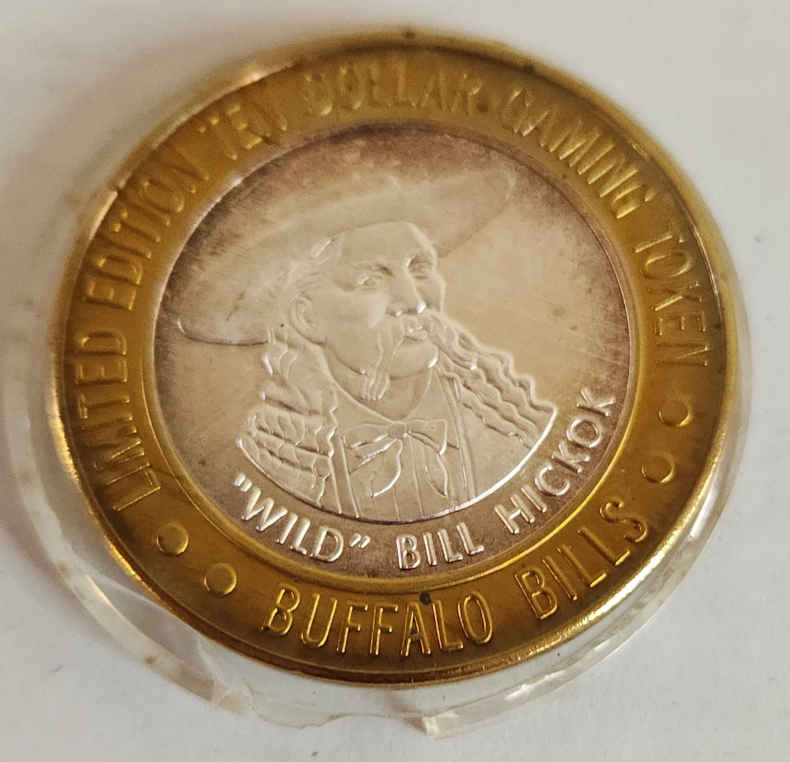 LIMITED EDITION TEN DOLLAR GAMING TOKEN
"WILD" BILL HICKOK
BUFFALO BILLS